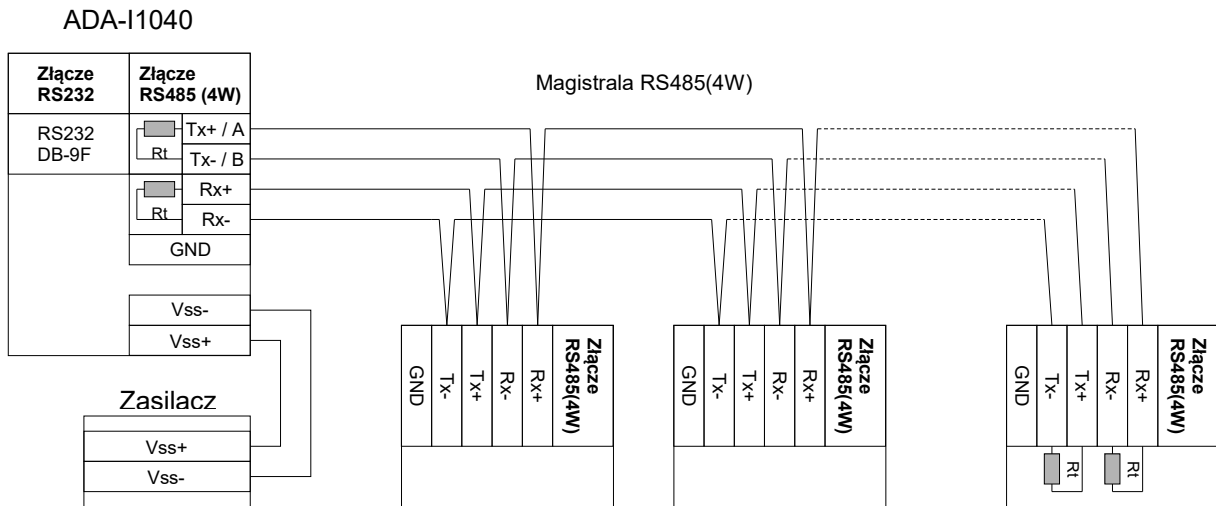 ADA-I1040
Złącze
RS232
Złącze
RS485 (4W)
Magistrala RS485(4W)
RS232
DB-9F
Rt
Tx+ / A
Tx- / B
Rt
Rx+
Rx-
GND
Vss-
Vss+
Zasilacz
Vss+
Vss-
GND
Tx-
Tx+
Rx-
Rx+
Złącze
RS485(4W)
GND
Tx-
Tx+
Rx-
Rx+
Złącze
RS485(4W)
GND
Tx-
Tx+
Rx-
Rx+
Złącze
RS485(4W)
Rt
Rt